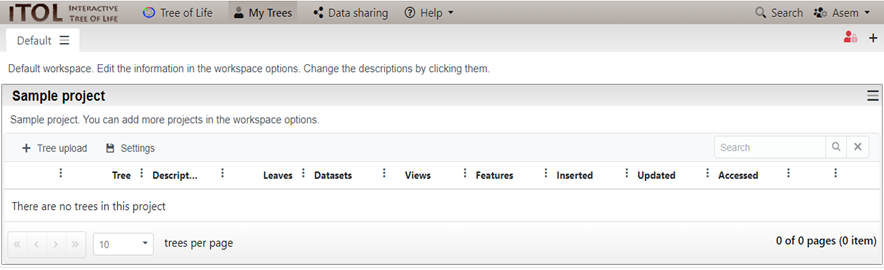 iTOL INTERACTIVE TREE OF LIFE Tree of Life My Trees Data sharing Help Search Asem
Default
Default workspace. Edit the information in the workspace options. Change the descriptions by clicking them.
Sample project
Sample project. You can add more projects in the workspace options.
+ Tree upload Settings Search
Tree Descript... Leaves Datasets Views Features Inserted Updated Accessed
There are no trees in this project
« ‹ › » 10 trees per page 0 of 0 pages (0 item)